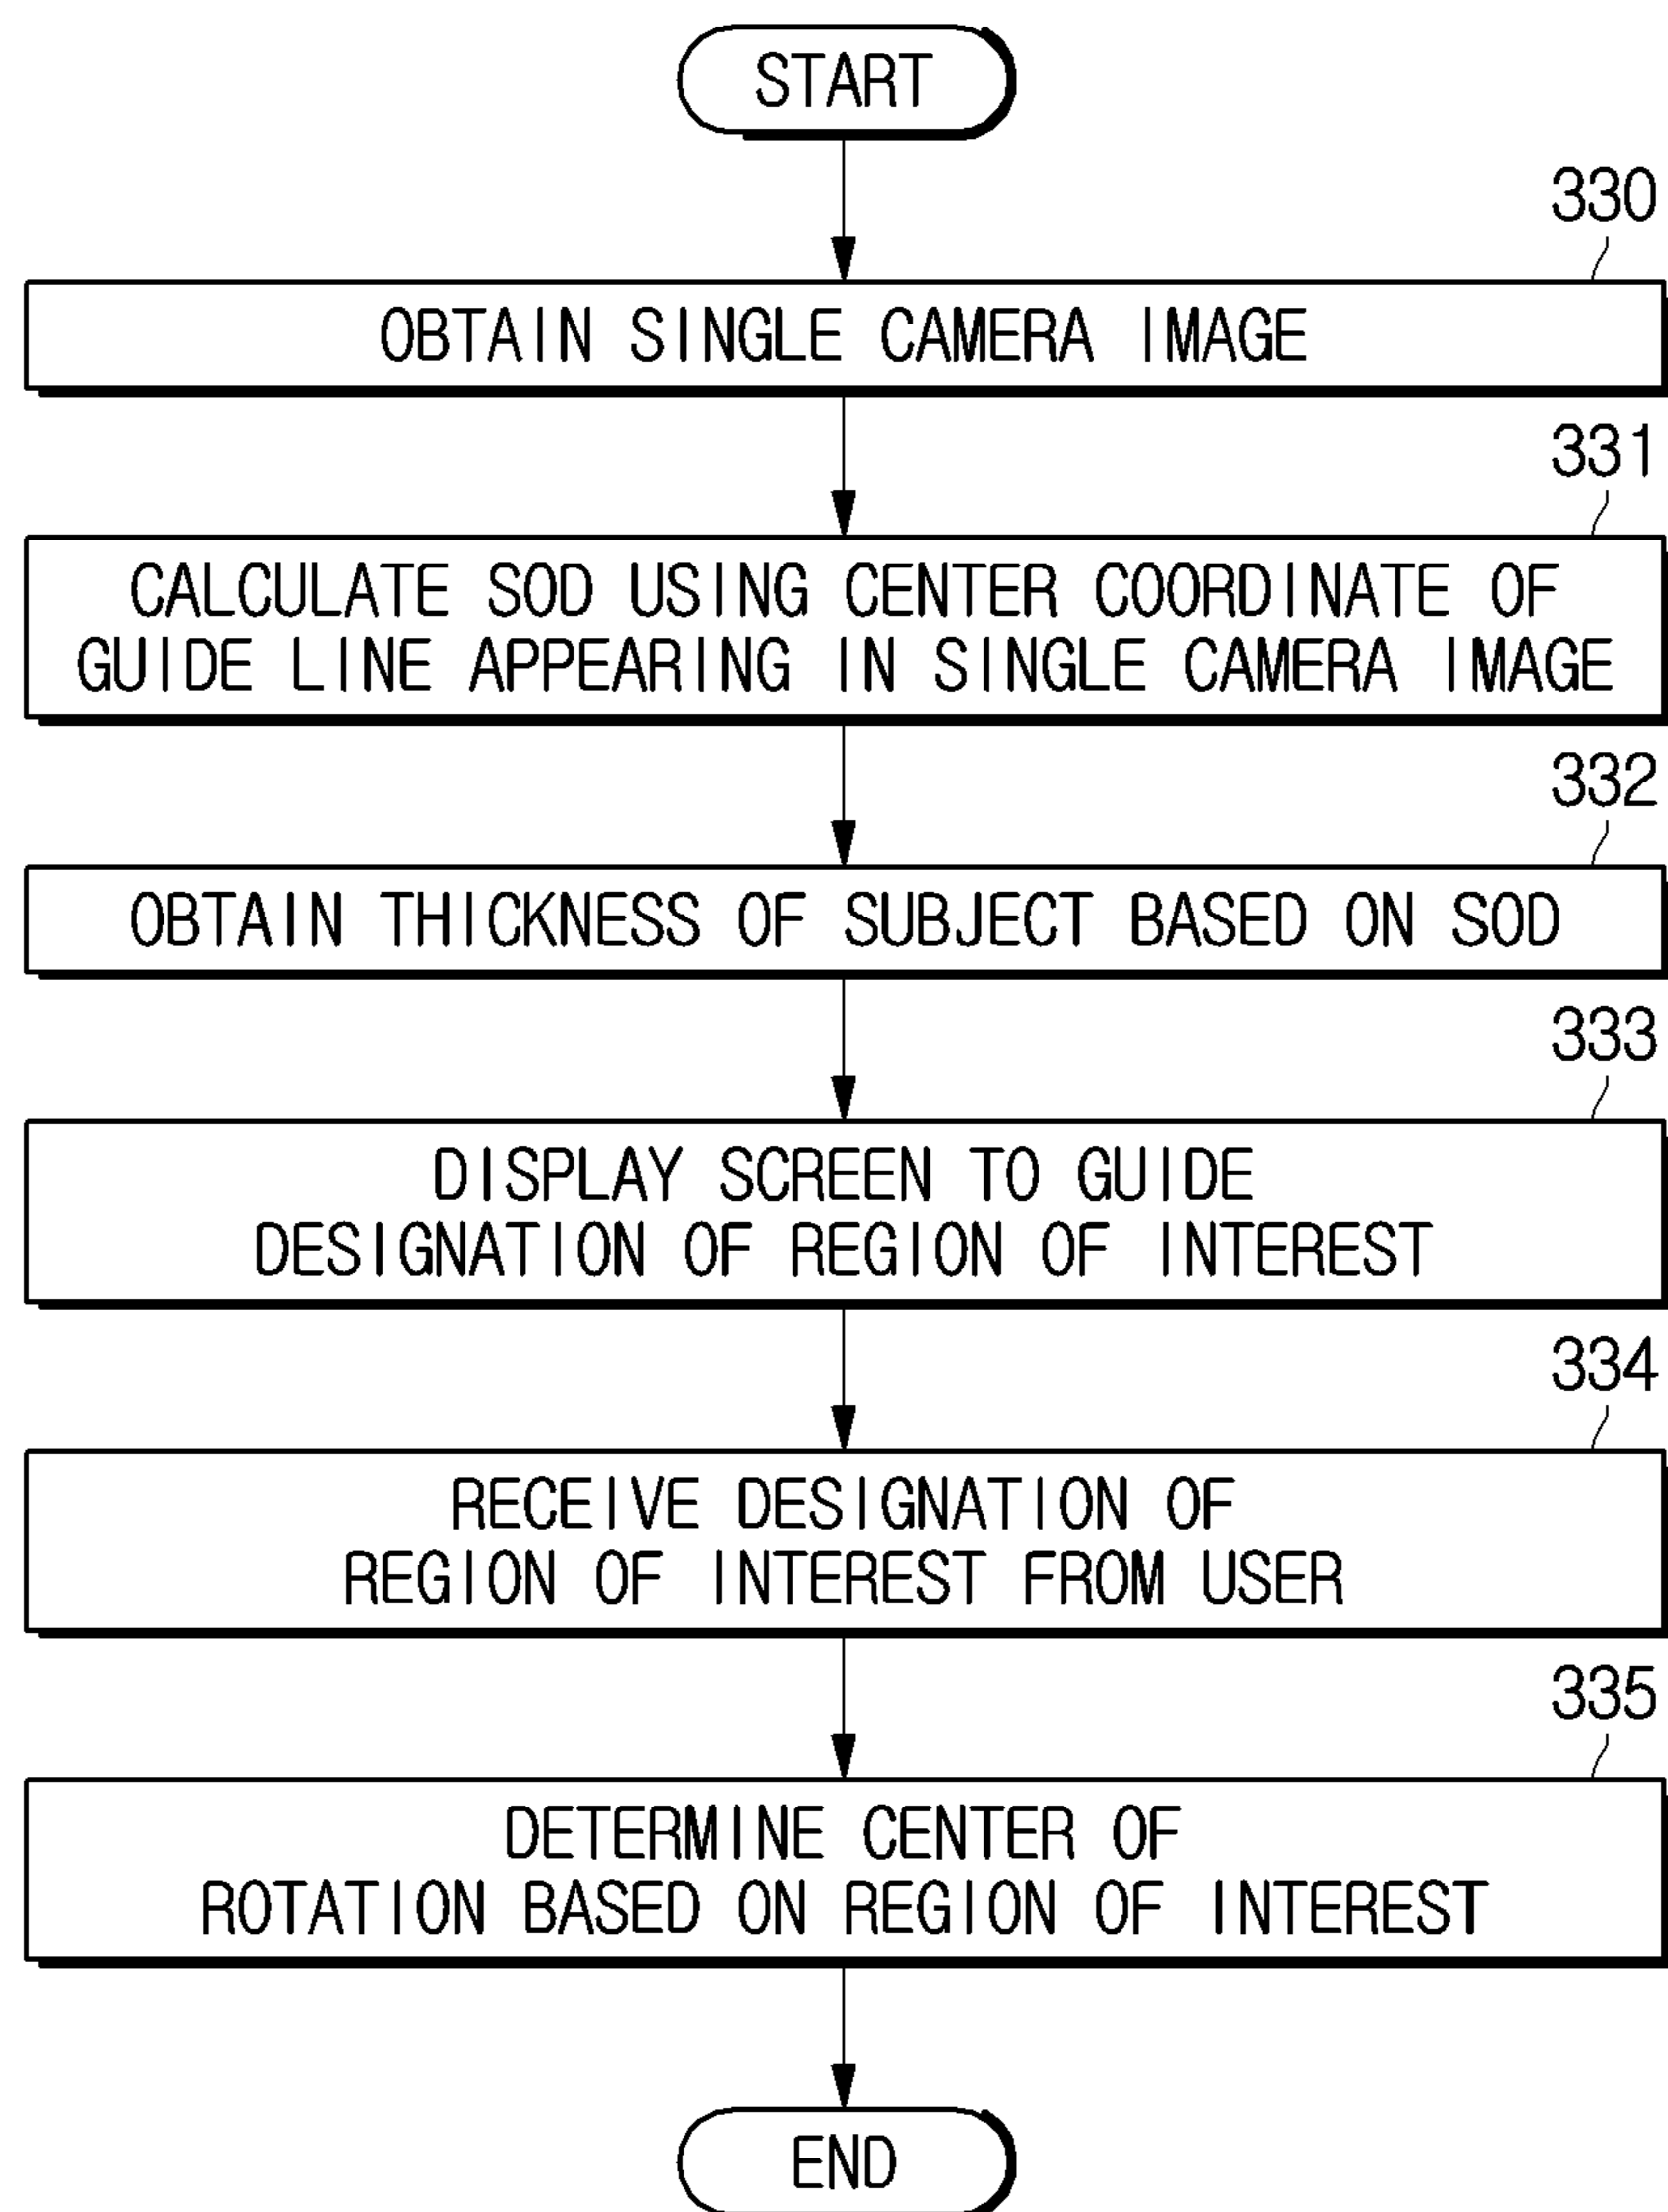 START
330
OBTAIN SINGLE CAMERA IMAGE
331
CALCULATE SOD USING CENTER COORDINATE OF
GUIDE LINE APPEARING IN SINGLE CAMERA IMAGE
332
OBTAIN THICKNESS OF SUBJECT BASED ON SOD
333
DISPLAY SCREEN TO GUIDE
DESIGNATION OF REGION OF INTEREST
334
RECEIVE DESIGNATION OF
REGION OF INTEREST FROM USER
335
DETERMINE CENTER OF
ROTATION BASED ON REGION OF INTEREST
END